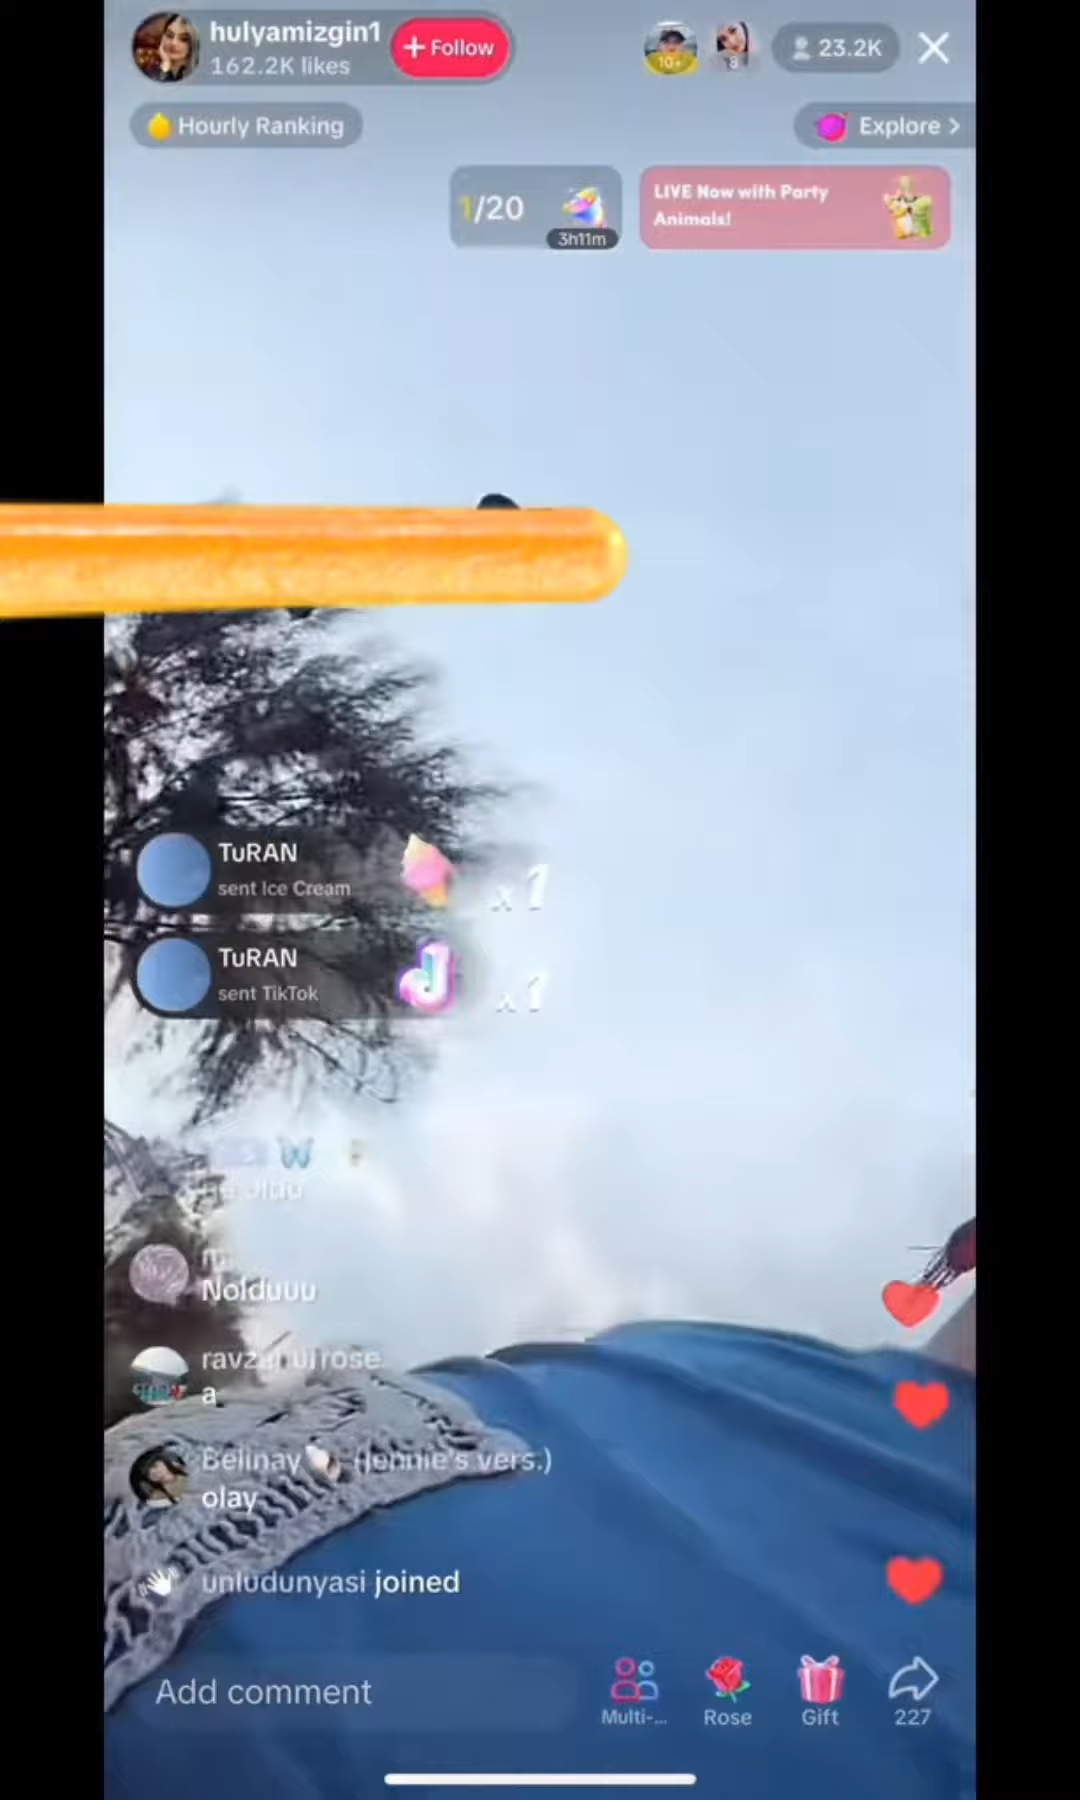 hulyamizgin1
162.2K likes
+ Follow
10+
8
23.2K
Hourly Ranking
Explore >
1/20
3h11m
LIVE Now with Party
Animals!
TuRAN
sent Ice Cream
x1
TuRAN
sent TikTok
x1
Nolduuu
a
Belinay (Jennie's vers.)
olay
unludunyasi joined
Add comment
Multi-...
Rose
Gift
227